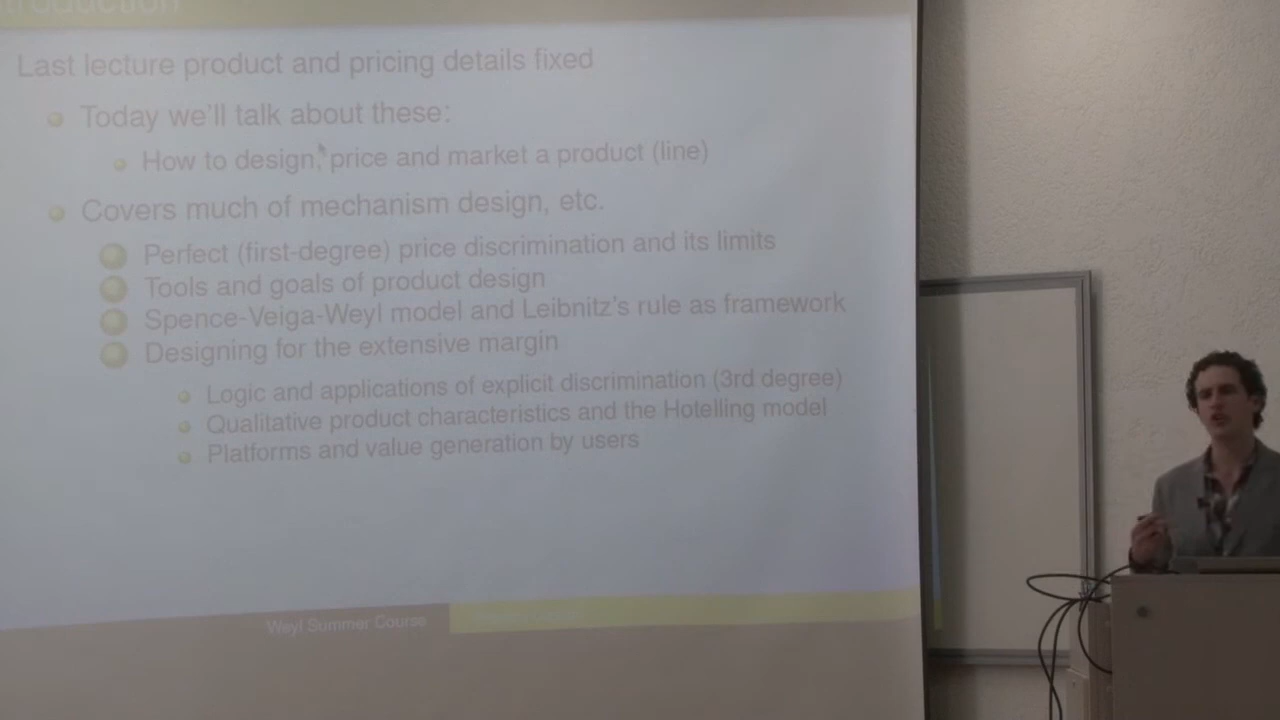 troduction
Last lecture product and pricing details fixed
Today we'll talk about these:
How to design, price and market a product (line)
Covers much of mechanism design, etc.
Perfect (first-degree) price discrimination and its limits
Tools and goals of product design
Spence-Veiga-Weyl model and Leibnitz's rule as framework
Designing for the extensive margin
Logic and applications of explicit discrimination (3rd degree)
Qualitative product characteristics and the Hotelling model
Platforms and value generation by users
Weyl Summer Course